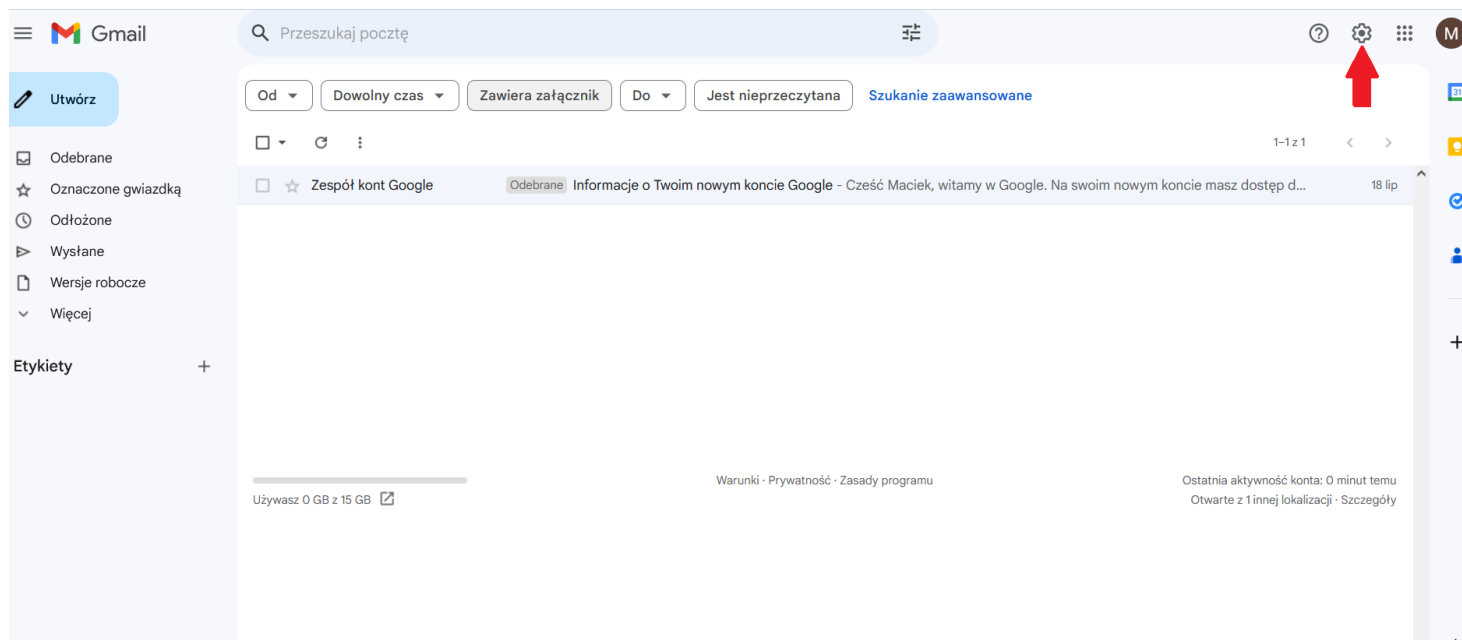 Gmail
Przeszukaj pocztę
M
Utwórz
Od
Dowolny czas
Zawiera załącznik
Do
Jest nieprzeczytana
Szukanie zaawansowane
31
1–1 z 1
Odebrane
Oznaczone gwiazdką
Odłożone
Wysłane
Wersje robocze
Więcej
Etykiety
Zespół kont Google Odebrane Informacje o Twoim nowym koncie Google - Cześć Maciek, witamy w Google. Na swoim nowym koncie masz dostęp d... 18 lip
Używasz 0 GB z 15 GB
Warunki · Prywatność · Zasady programu
Ostatnia aktywność konta: 0 minut temu
Otwarte z 1 innej lokalizacji · Szczegóły